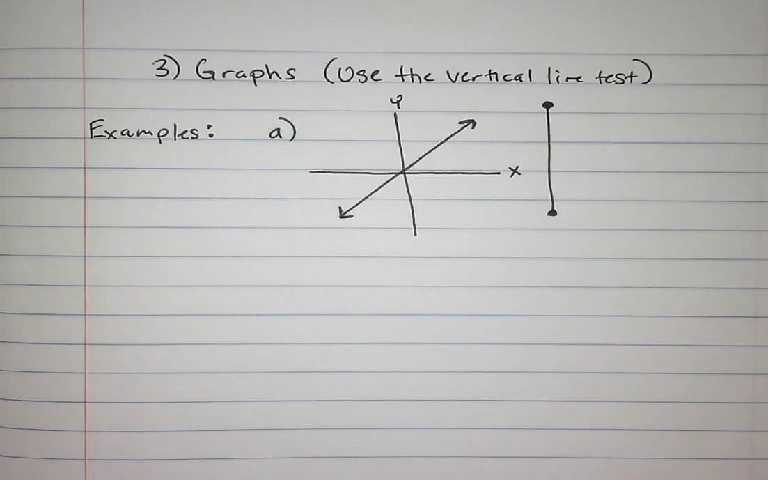 3) Graphs (Use the vertical line test)
Examples: a)
y
x